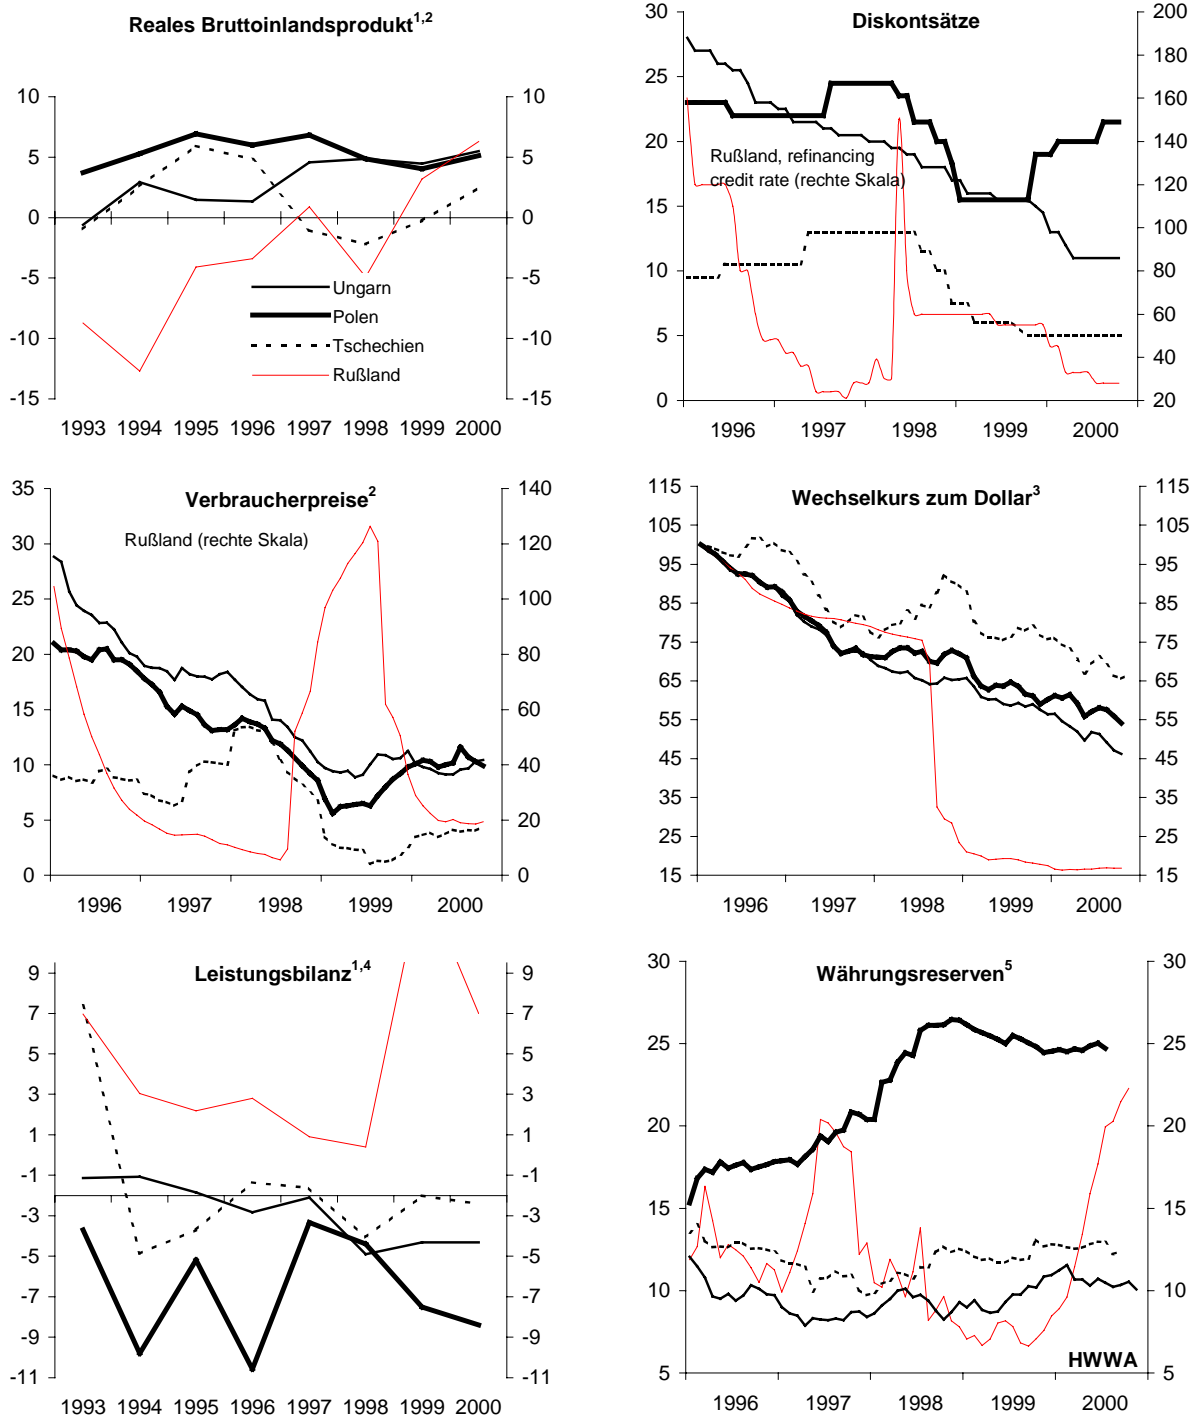 Reales Bruttoinlandsprodukt1,2
10 10
5 5
0 0
-5 -5
-10 -10
-15 -15
Ungarn
Polen
Tschechien
Rußland
1993 1994 1995 1996 1997 1998 1999 2000
Diskontsätze
30 200
180
25 160
20 140
Rußland, refinancing
credit rate (rechte Skala)
120
15
100
10 80
60
5
40
0 20
1996 1997 1998 1999 2000
Verbraucherpreise2
Rußland (rechte Skala)
35 140
30 120
25 100
20 80
15 60
10 40
5 20
0 0
1996 1997 1998 1999 2000
Wechselkurs zum Dollar3
115 115
105 105
95 95
85 85
75 75
65 65
55 55
45 45
35 35
25 25
15 15
1996 1997 1998 1999 2000
Leistungsbilanz1,4
9 9
7 7
5 5
3 3
1 1
-1 -1
-3 -3
-5 -5
-7 -7
-9 -9
-11 -11
1993 1994 1995 1996 1997 1998 1999 2000
Währungsreserven5
30 30
25 25
20 20
15 15
10 10
5 5
HWWA
1996 1997 1998 1999 2000